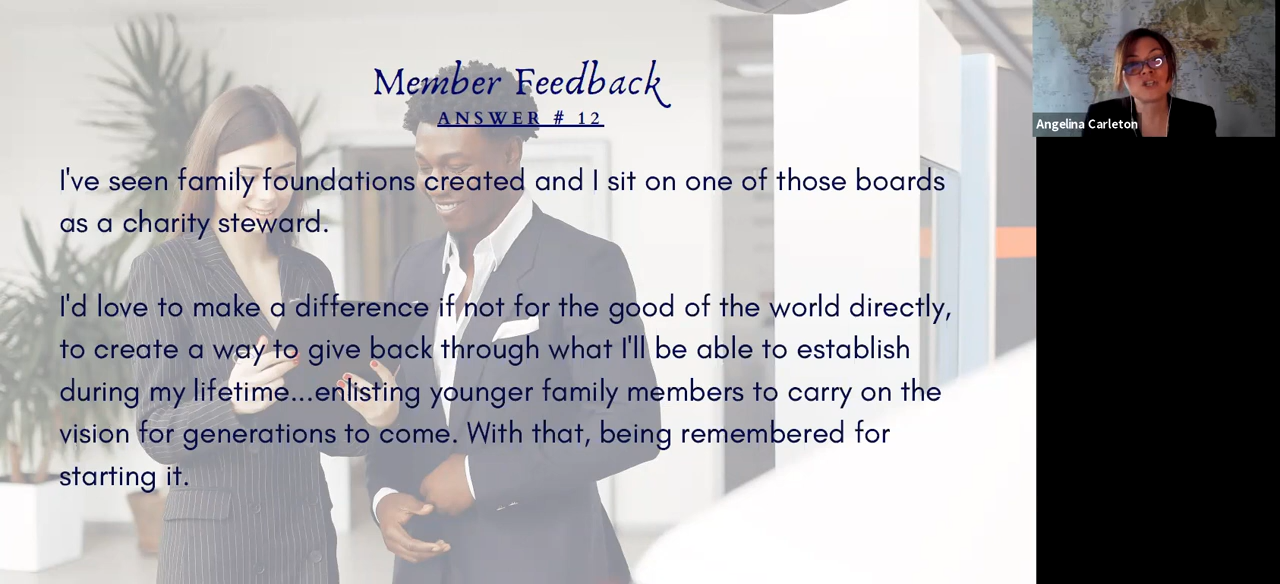 Member Feedback
ANSWER # 12
I've seen family foundations created and I sit on one of those boards
as a charity steward.
I'd love to make a difference if not for the good of the world directly,
to create a way to give back through what I'll be able to establish
during my lifetime...enlisting younger family members to carry on the
vision for generations to come. With that, being remembered for
starting it.
Angelina Carleton